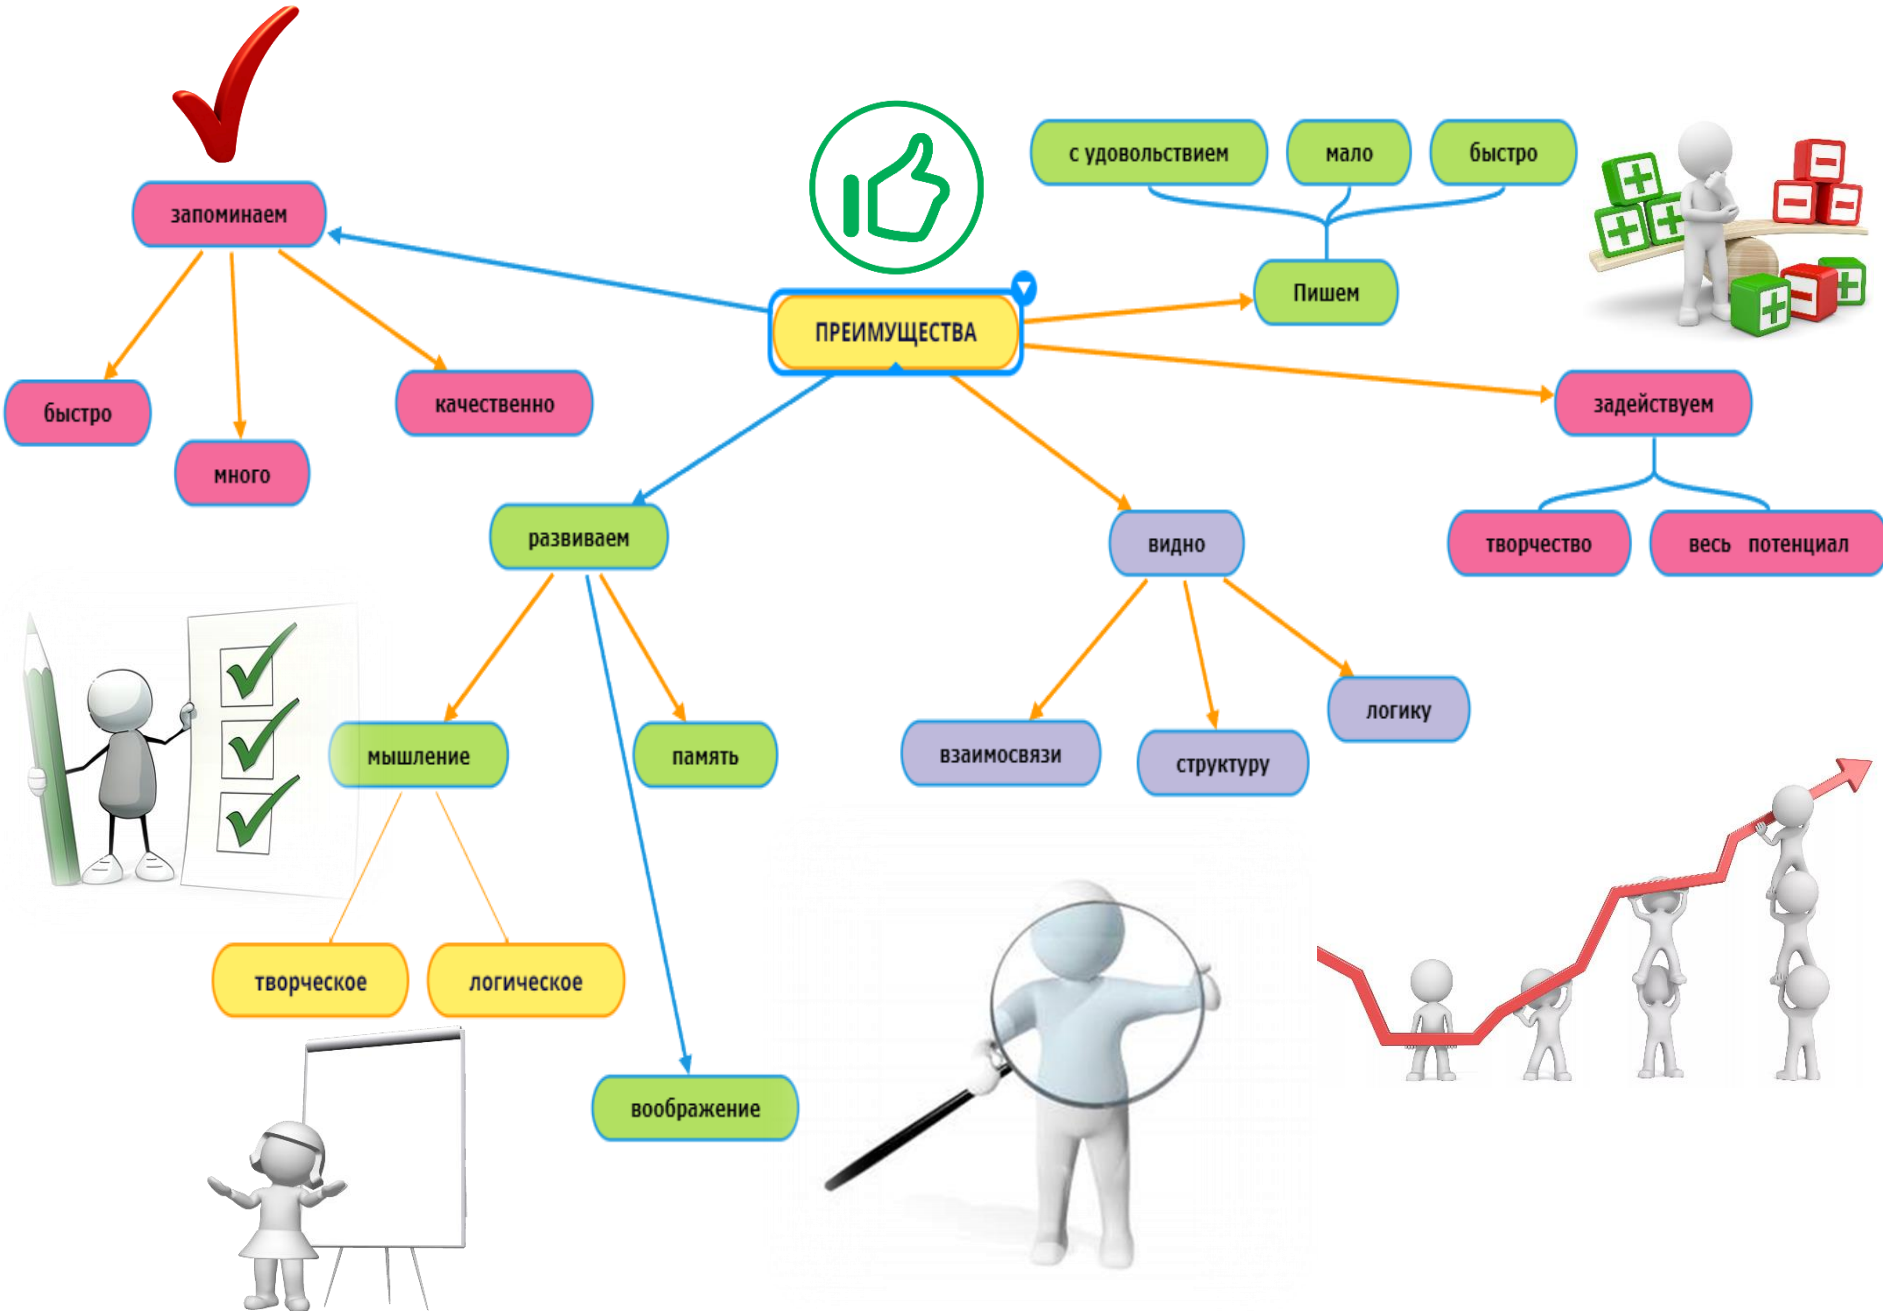 с удовольствием
мало
быстро
запоминаем
Пишем
ПРЕИМУЩЕСТВА
быстро
качественно
много
задействуем
развиваем
видно
творчество
весь потенциал
мышление
память
взаимосвязи
структуру
логику
творческое
логическое
воображение